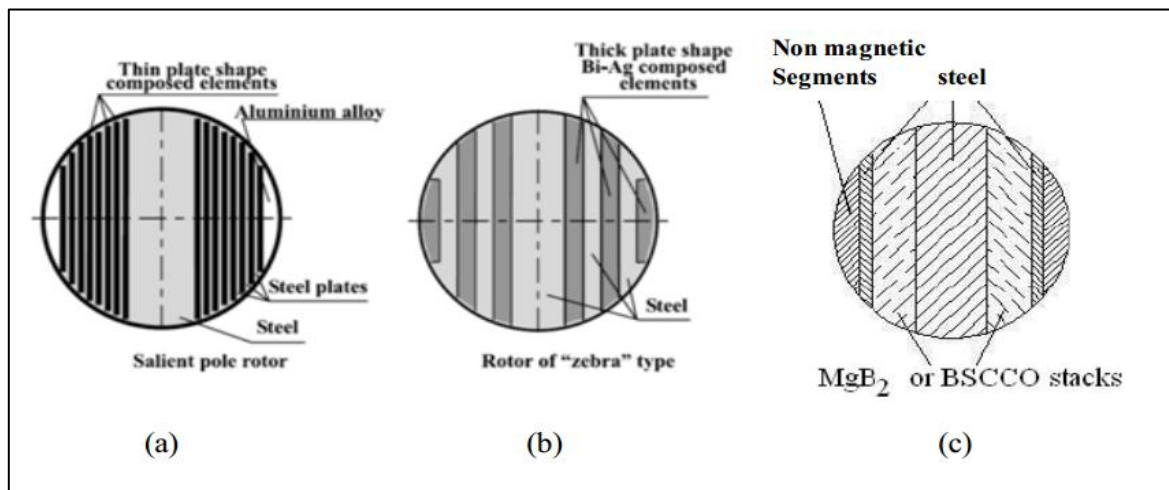 Thin plate shape
composed elements
Aluminium alloy
Steel plates
Steel
Salient pole rotor
(a)
Thick plate shape
Bi-Ag composed
elements
Steel
Rotor of “zebra” type
(b)
Non magnetic
Segments
steel
MgB2 or BSCCO stacks
(c)